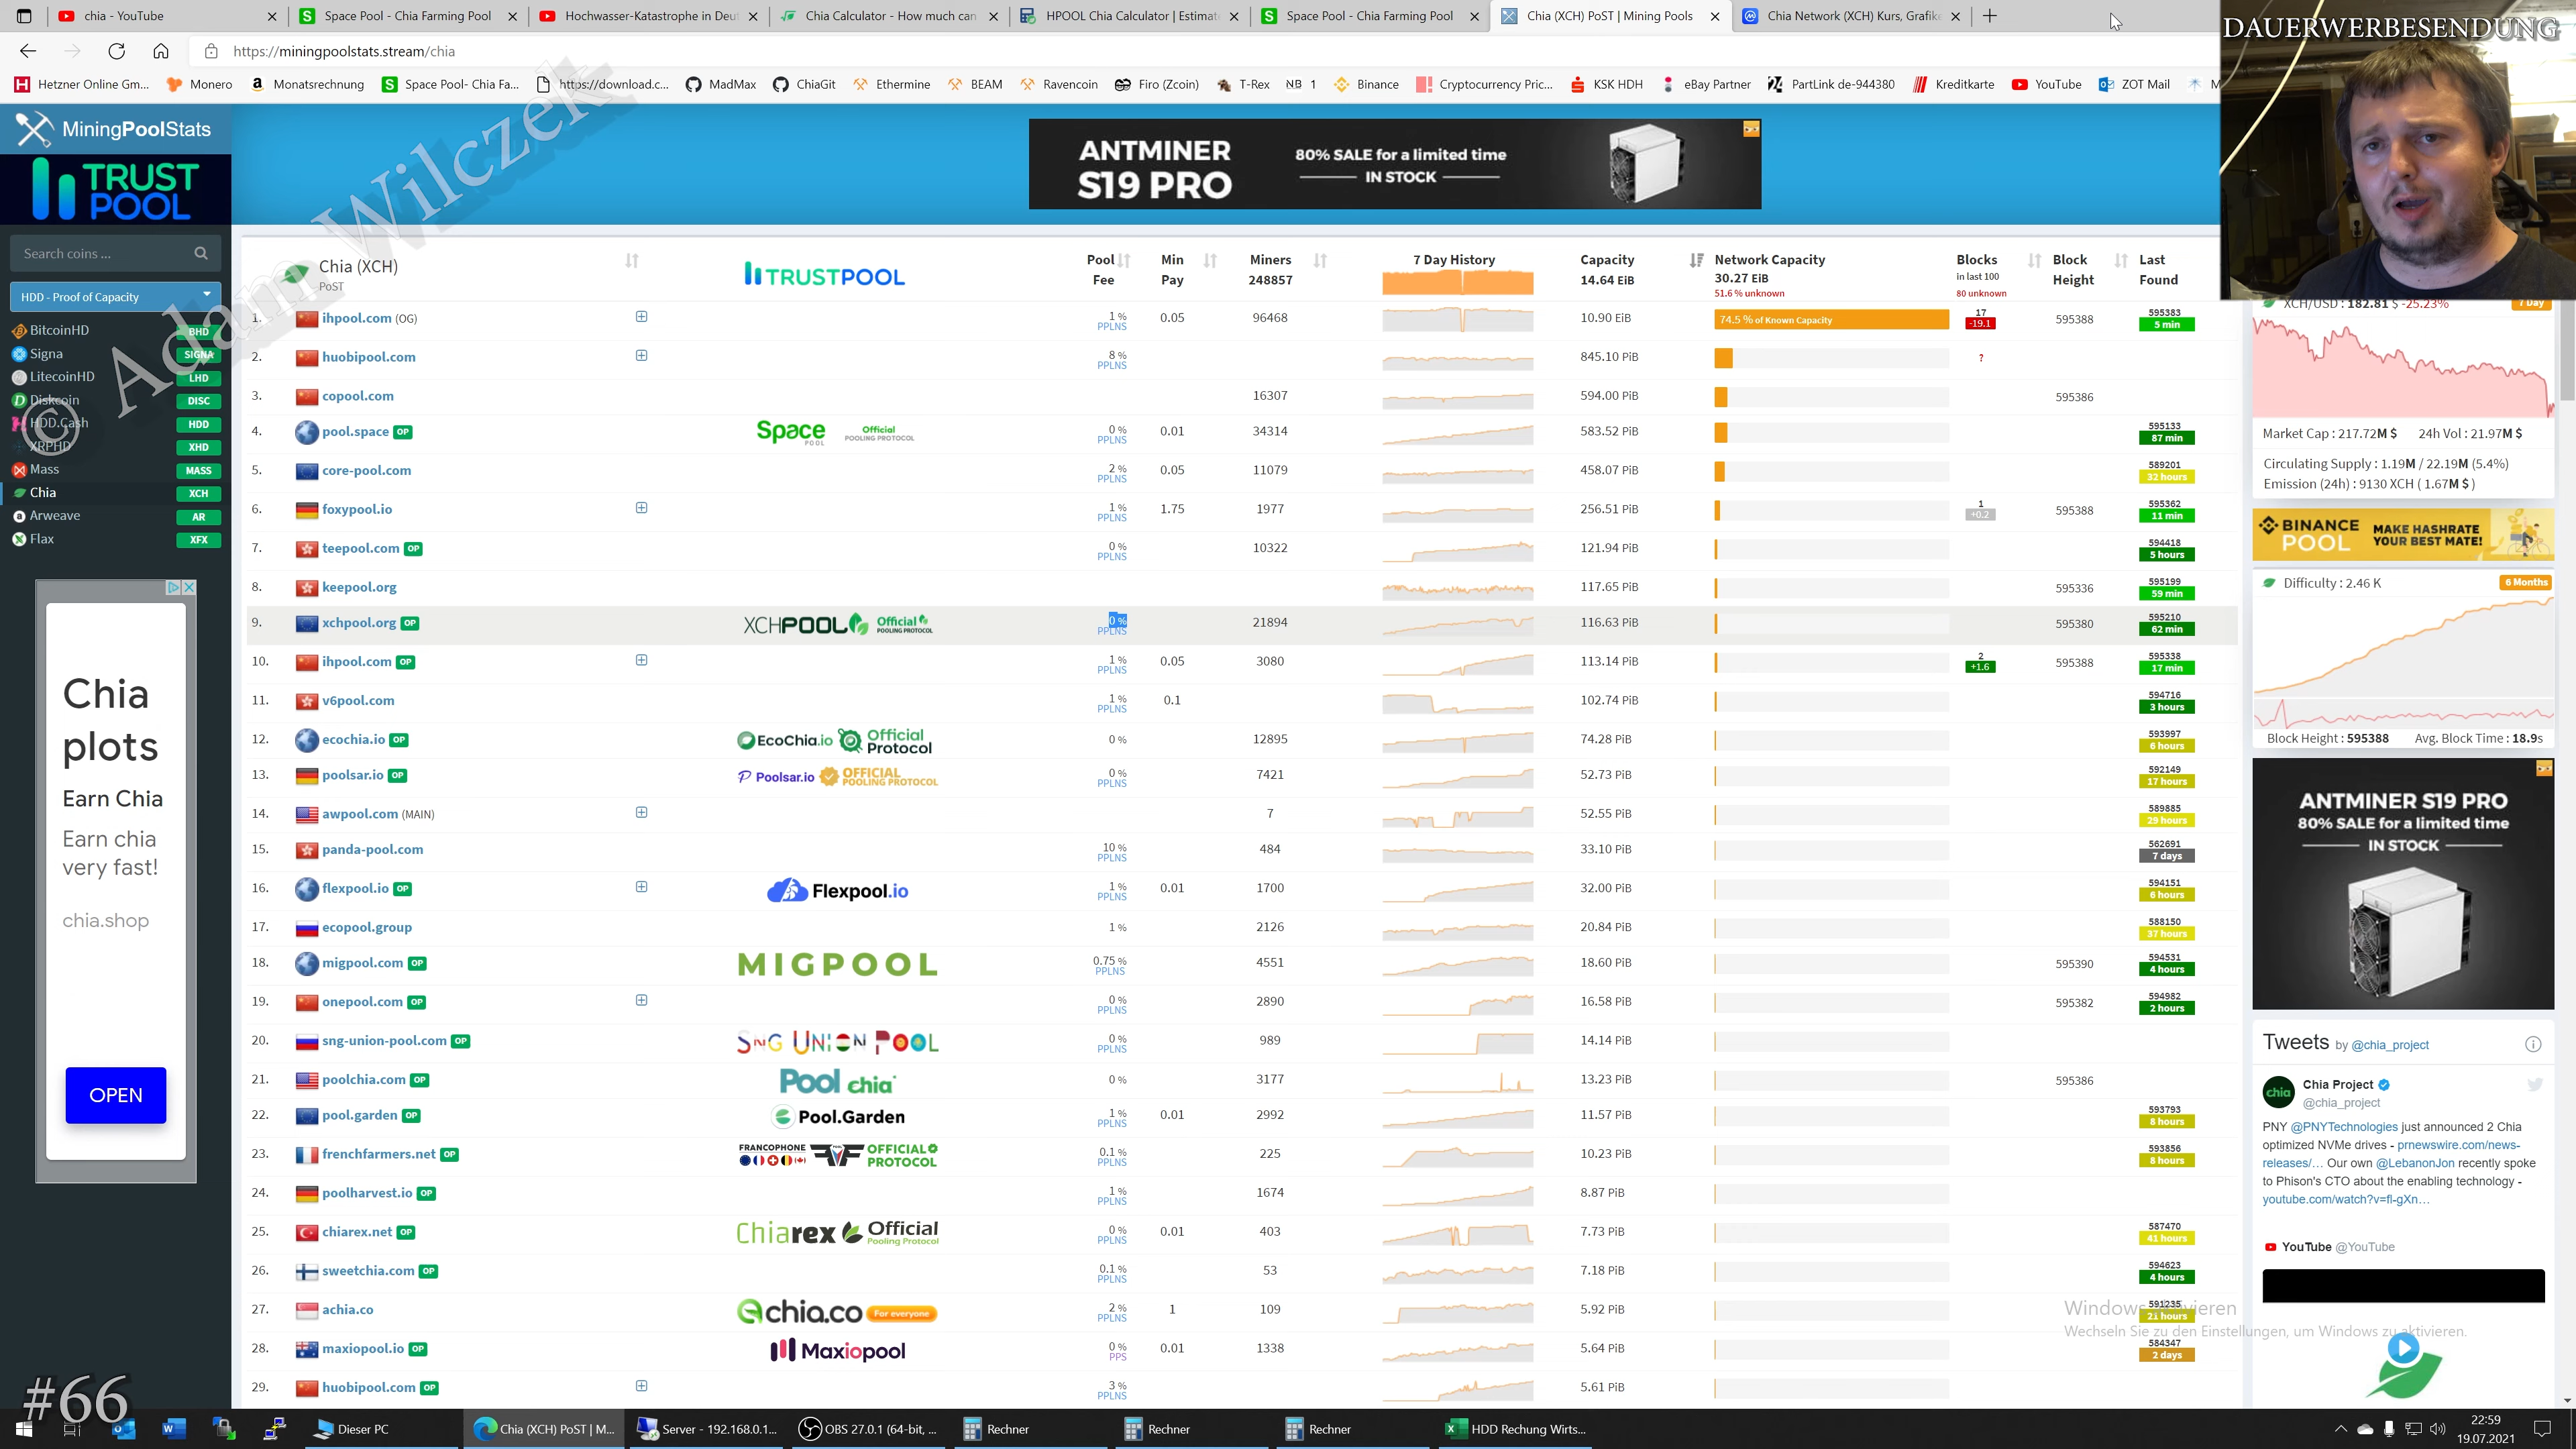 chia - YouTube
Space Pool - Chia Farming Pool
Hochwasser-Katastrophe in Deut
Chia Calculator - How much can
HPOOL Chia Calculator | Estimat
Space Pool - Chia Farming Pool
Chia (XCH) PoST | Mining Pools
Chia Network (XCH) Kurs, Grafik
DAUERWERBESENDUNG
https://miningpoolstats.stream/chia
Hetzner Online Gm...
Monero
Monatsrechnung
Space Pool- Chia Fa...
https://download.c...
MadMax
ChiaGit
Ethermine
BEAM
Ravencoin
Firo (Zcoin)
T-Rex
NB 1
Binance
Cryptocurrency Pric...
KSK HDH
eBay Partner
PartLink de-944380
Kreditkarte
YouTube
ZOT Mail
MiningPoolStats
TRUST
POOL
ANTMINER
S19 PRO
80% SALE for a limited time
IN STOCK
© Adam Wilczek
Search coins ...
HDD - Proof of Capacity
BitcoinHD BHD
Signa SIGNA
LitecoinHD LHD
Diskcoin DISC
HDD.Cash HDD
XRPHD XHD
Mass MASS
Chia XCH
Arweave AR
Flax XFX
Chia
plots
Earn Chia
Earn chia
very fast!
chia.shop
OPEN
#66
Chia (XCH)
PoST
TRUSTPOOL
Pool Fee
Min Pay
Miners
248857
7 Day History
Capacity
14.64 EiB
Network Capacity
30.27 EiB
51.6 % unknown
Blocks
in last 100
80 unknown
Block Height
Last Found
1. ihpool.com (OG) 1 % PPLNS 0.05 96468 10.90 EiB 74.5 % of Known Capacity 17 -19.1 595388 595383 5 min
2. huobipool.com 8 % PPLNS 845.10 PiB ?
3. copool.com 16307 594.00 PiB 595386
4. pool.space OP Space POOL Official POOLING PROTOCOL 0 % PPLNS 0.01 34314 583.52 PiB 595133 87 min
5. core-pool.com 2 % PPLNS 0.05 11079 458.07 PiB 589201 32 hours
6. foxypool.io 1 % PPLNS 1.75 1977 256.51 PiB 1 +0.2 595388 595362 11 min
7. teepool.com OP 0 % PPLNS 10322 121.94 PiB 594418 5 hours
8. keepool.org 117.65 PiB 595336 595199 59 min
9. xchpool.org OP XCHPOOL Official POOLING PROTOCOL 0 % PPLNS 21894 116.63 PiB 595380 595210 62 min
10. ihpool.com OP 1 % PPLNS 0.05 3080 113.14 PiB 2 +1.6 595388 595338 17 min
11. v6pool.com 1 % PPLNS 0.1 102.74 PiB 594716 3 hours
12. ecochia.io OP EcoChia.io Official Protocol 0 % 12895 74.28 PiB 593997 6 hours
13. poolsar.io OP Poolsar.io OFFICIAL POOLING PROTOCOL 0 % PPLNS 7421 52.73 PiB 592149 17 hours
14. awpool.com (MAIN) 7 52.55 PiB 589885 29 hours
15. panda-pool.com 10 % PPLNS 484 33.10 PiB 562691 7 days
16. flexpool.io OP Flexpool.io 1 % PPLNS 0.01 1700 32.00 PiB 594151 6 hours
17. ecopool.group 1 % 2126 20.84 PiB 588150 37 hours
18. migpool.com OP MIGPOOL 0.75 % PPLNS 4551 18.60 PiB 595390 594531 4 hours
19. onepool.com OP 0 % PPLNS 2890 16.58 PiB 595382 594982 2 hours
20. sng-union-pool.com OP SNG UNION POOL 0 % PPLNS 989 14.14 PiB
21. poolchia.com OP Pool chia 0 % 3177 13.23 PiB 595386
22. pool.garden OP Pool.Garden 1 % PPLNS 0.01 2992 11.57 PiB 593793 8 hours
23. frenchfarmers.net OP FRANCOPHONE OFFICIAL PROTOCOL 0.1 % PPLNS 225 10.23 PiB 593856 8 hours
24. poolharvest.io OP 1 % PPLNS 1674 8.87 PiB
25. chiarex.net OP Chiarex Official Pooling Protocol 0 % PPLNS 0.01 403 7.73 PiB 587470 41 hours
26. sweetchia.com OP 0.1 % PPLNS 53 7.18 PiB 594623 4 hours
27. achia.co chia.co For everyone 2 % PPLNS 1 109 5.92 PiB 591235 21 hours
28. maxiopool.io OP Maxiopool 0 % PPS 0.01 1338 5.64 PiB 584347 2 days
29. huobipool.com OP 3 % PPLNS 5.61 PiB
XCH/USD : 182.81 $ -25.23% 7 Day
Market Cap : 217.72M $ 24h Vol : 21.97M $
Circulating Supply : 1.19M / 22.19M (5.4%)
Emission (24h) : 9130 XCH ( 1.67M $ )
BINANCE POOL
MAKE HASHRATE
YOUR BEST MATE!
Difficulty : 2.46 K 6 Months
Block Height : 595388 Avg. Block Time : 18.9s
ANTMINER S19 PRO
80% SALE for a limited time
IN STOCK
Tweets by @chia_project
chia
Chia Project
@chia_project
PNY @PNYTechnologies just announced 2 Chia
optimized NVMe drives - prnewswire.com/news-
releases/… Our own @LebanonJon recently spoke
to Phison's CTO about the enabling technology -
youtube.com/watch?v=fl-gXn…
YouTube @YouTube
Windows aktivieren
Wechseln Sie zu den Einstellungen, um Windows zu aktivieren.
Dieser PC
Chia (XCH) PoST | M...
Server - 192.168.0.1...
OBS 27.0.1 (64-bit, ...
Rechner
Rechner
Rechner
HDD Rechung Wirts...
22:59
19.07.2021